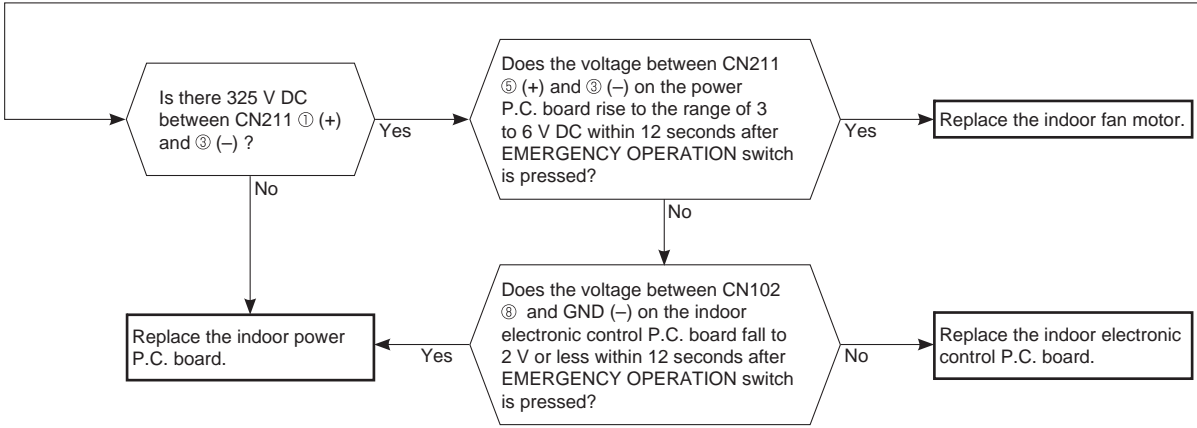 Is there 325 V DC
between CN211 ① (+)
and ③ (–) ?
Yes
No
Does the voltage between CN211
⑤ (+) and ③ (–) on the power
P.C. board rise to the range of 3
to 6 V DC within 12 seconds after
EMERGENCY OPERATION switch
is pressed?
Yes
No
Replace the indoor fan motor.
Replace the indoor power
P.C. board.
Yes
Does the voltage between CN102
⑧ and GND (–) on the indoor
electronic control P.C. board fall to
2 V or less within 12 seconds after
EMERGENCY OPERATION switch
is pressed?
No
Replace the indoor electronic
control P.C. board.